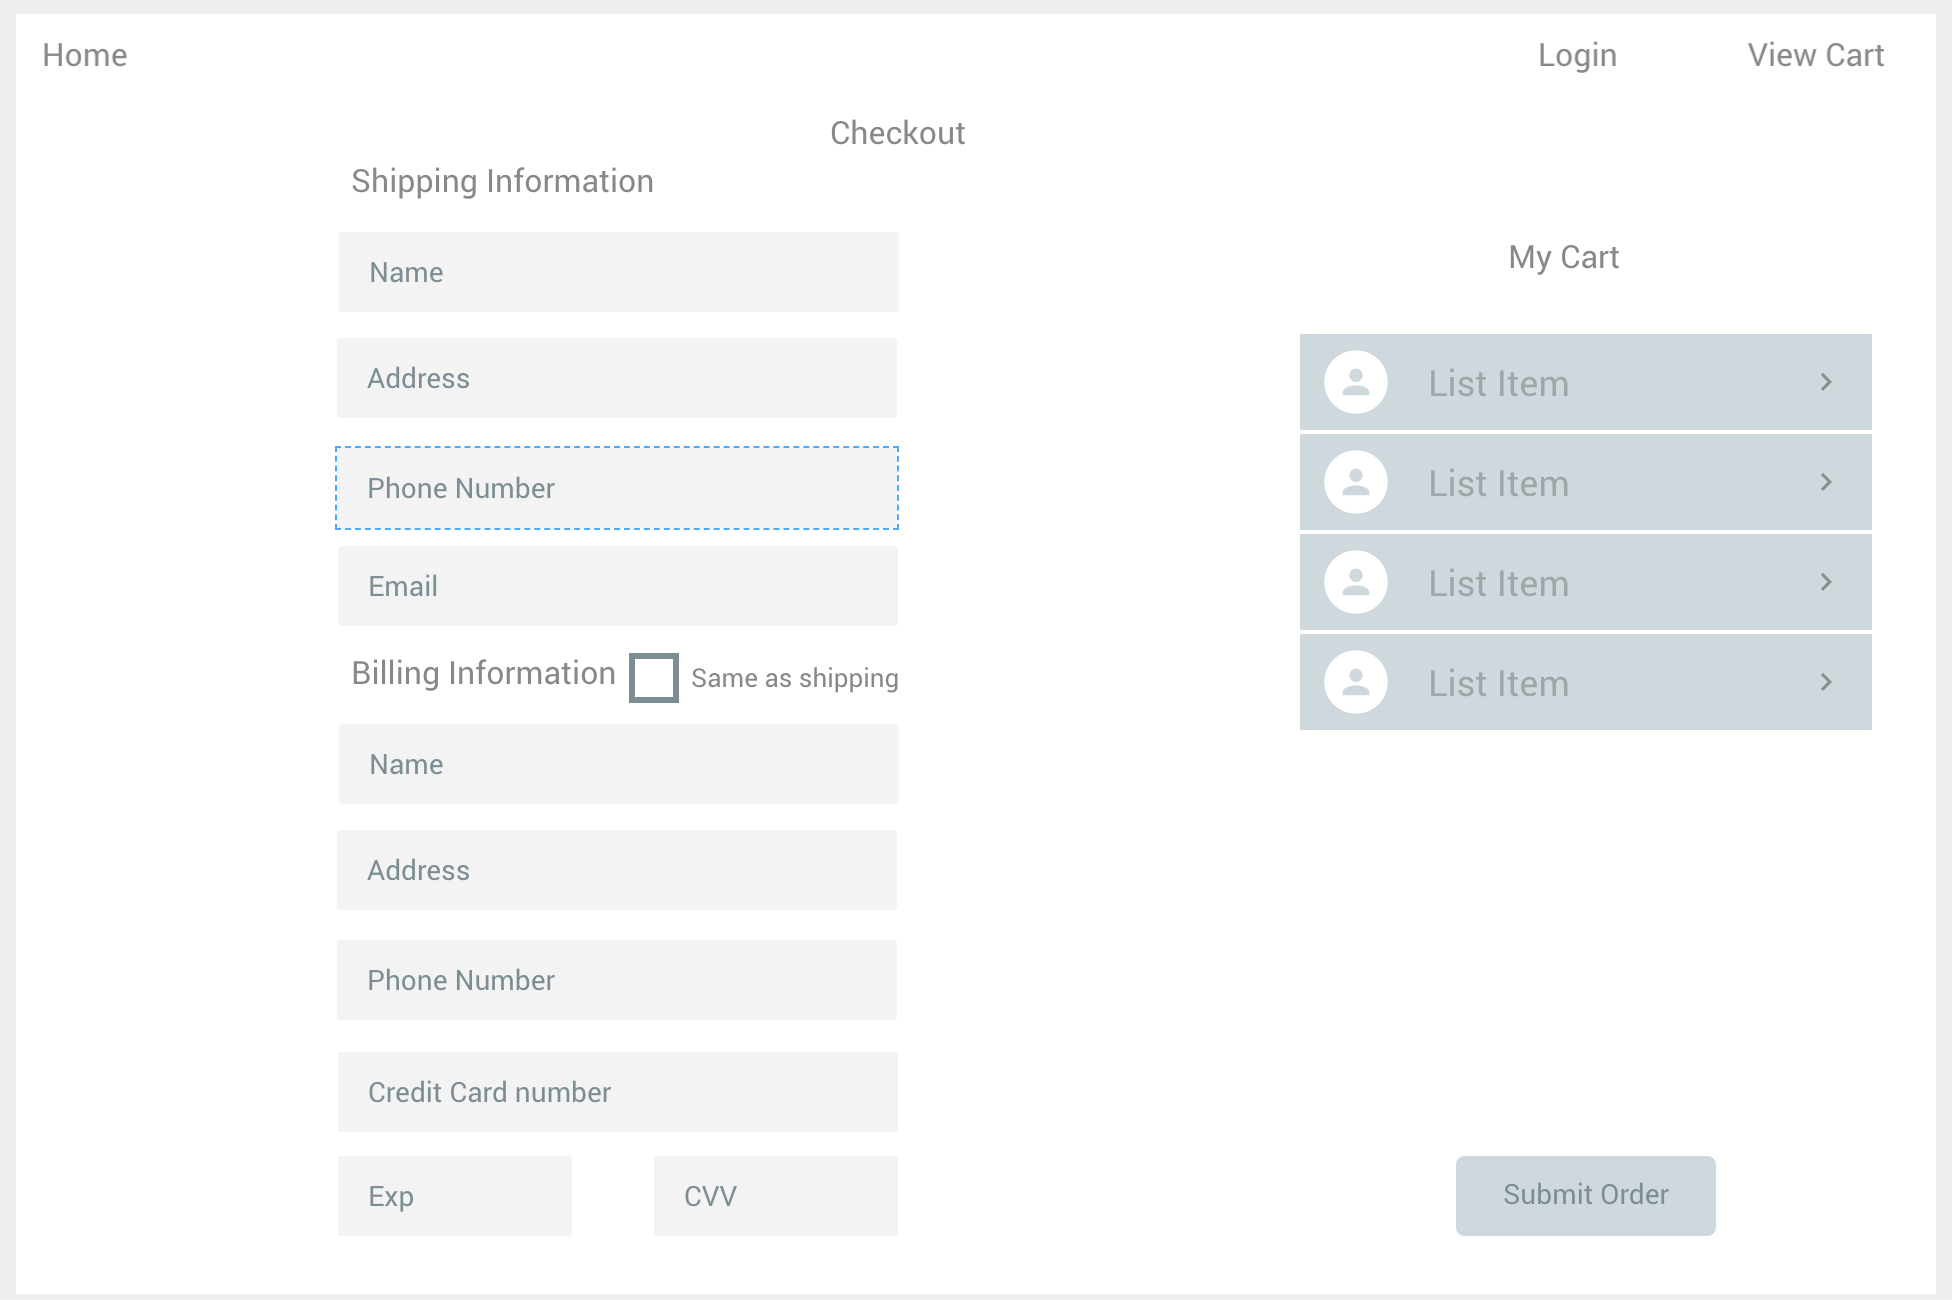 Home
Login
View Cart
Checkout
Shipping Information
Name
Address
Phone Number
Email
Billing Information
Same as shipping
Name
Address
Phone Number
Credit Card number
Exp
CVV
My Cart
List Item
List Item
List Item
List Item
Submit Order